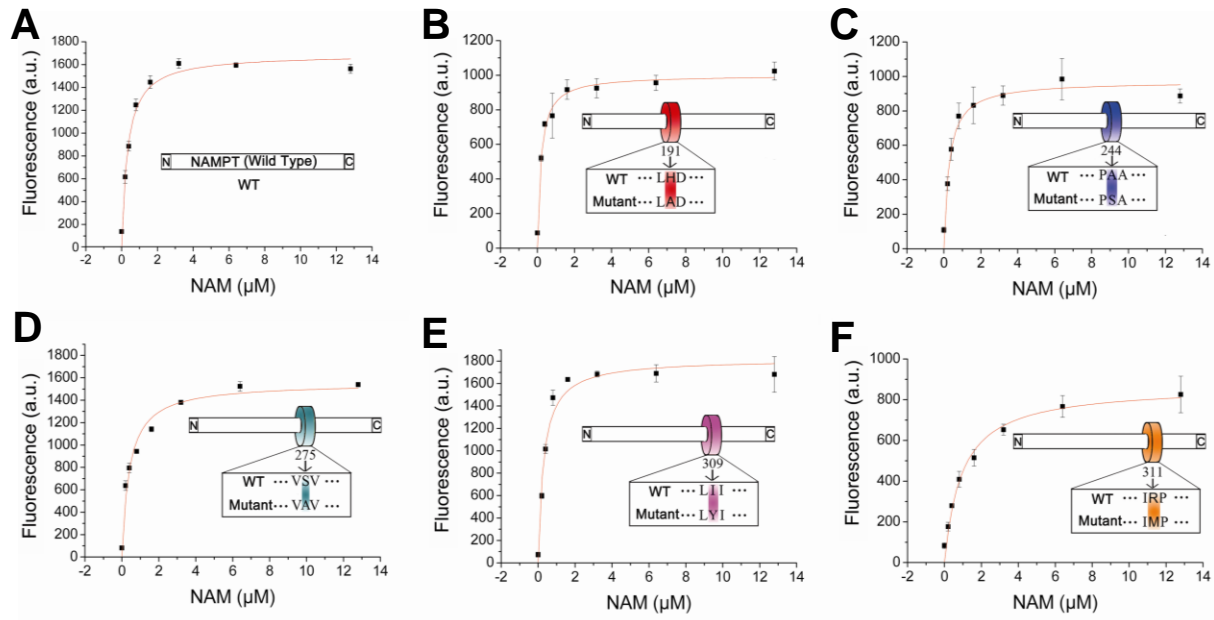 A
1800
1600
1400
1200
1000
800
600
400
200
0
Fluorescence (a.u.)
N NAMPT (Wild Type) C
WT
-2 0 2 4 6 8 10 12 14
NAM (µM)
B
1200
1000
800
600
400
200
0
Fluorescence (a.u.)
N C
191
WT ··· LHD ···
Mutant ··· LAD ···
-2 0 2 4 6 8 10 12 14
NAM (µM)
C
1200
1000
800
600
400
200
0
Fluorescence (a.u.)
N C
244
WT ··· PAA ···
Mutant ··· PSA ···
-2 0 2 4 6 8 10 12 14
NAM (µM)
D
1800
1600
1400
1200
1000
800
600
400
200
0
Fluorescence (a.u.)
N C
275
WT ··· VSV ···
Mutant ··· VAV ···
-2 0 2 4 6 8 10 12 14
NAM (µM)
E
1800
1600
1400
1200
1000
800
600
400
200
0
Fluorescence (a.u.)
N C
309
WT ··· LII ···
Mutant ··· LYI ···
-2 0 2 4 6 8 10 12 14
NAM (µM)
F
1000
800
600
400
200
0
Fluorescence (a.u.)
N C
311
WT ··· IRP ···
Mutant ··· IMP ···
-2 0 2 4 6 8 10 12 14
NAM (µM)